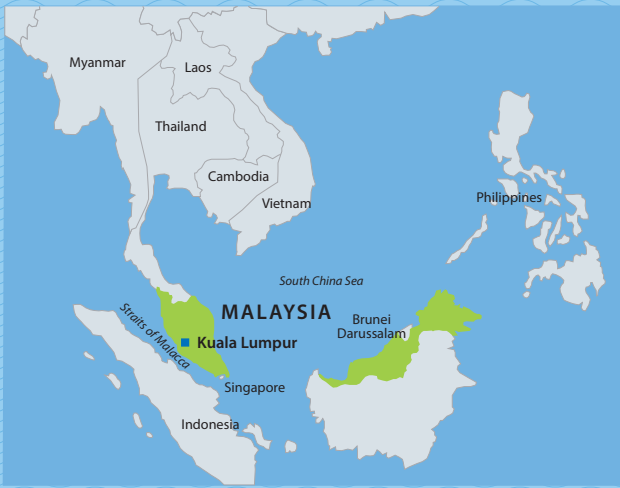 Myanmar
Laos
Thailand
Cambodia
Vietnam
Philippines
South China Sea
MALAYSIA
Brunei
Darussalam
Straits of Malacca
Kuala Lumpur
Singapore
Indonesia